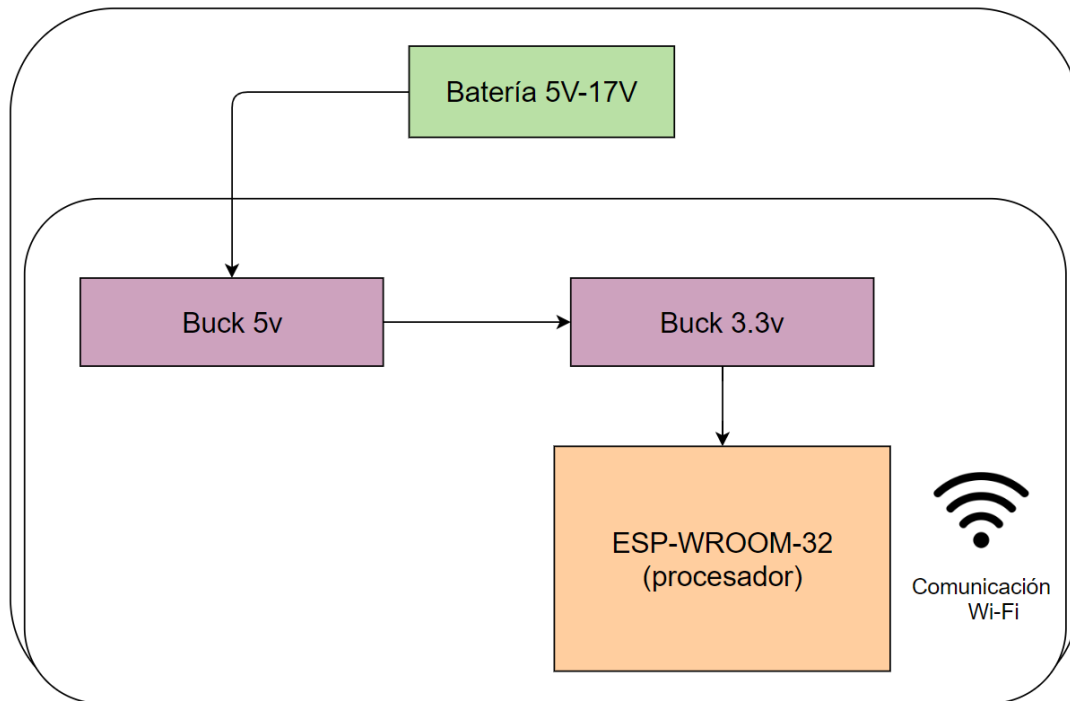 Batería 5V-17V
Buck 5v
Buck 3.3v
ESP-WROOM-32
(procesador)
Comunicación
Wi-Fi